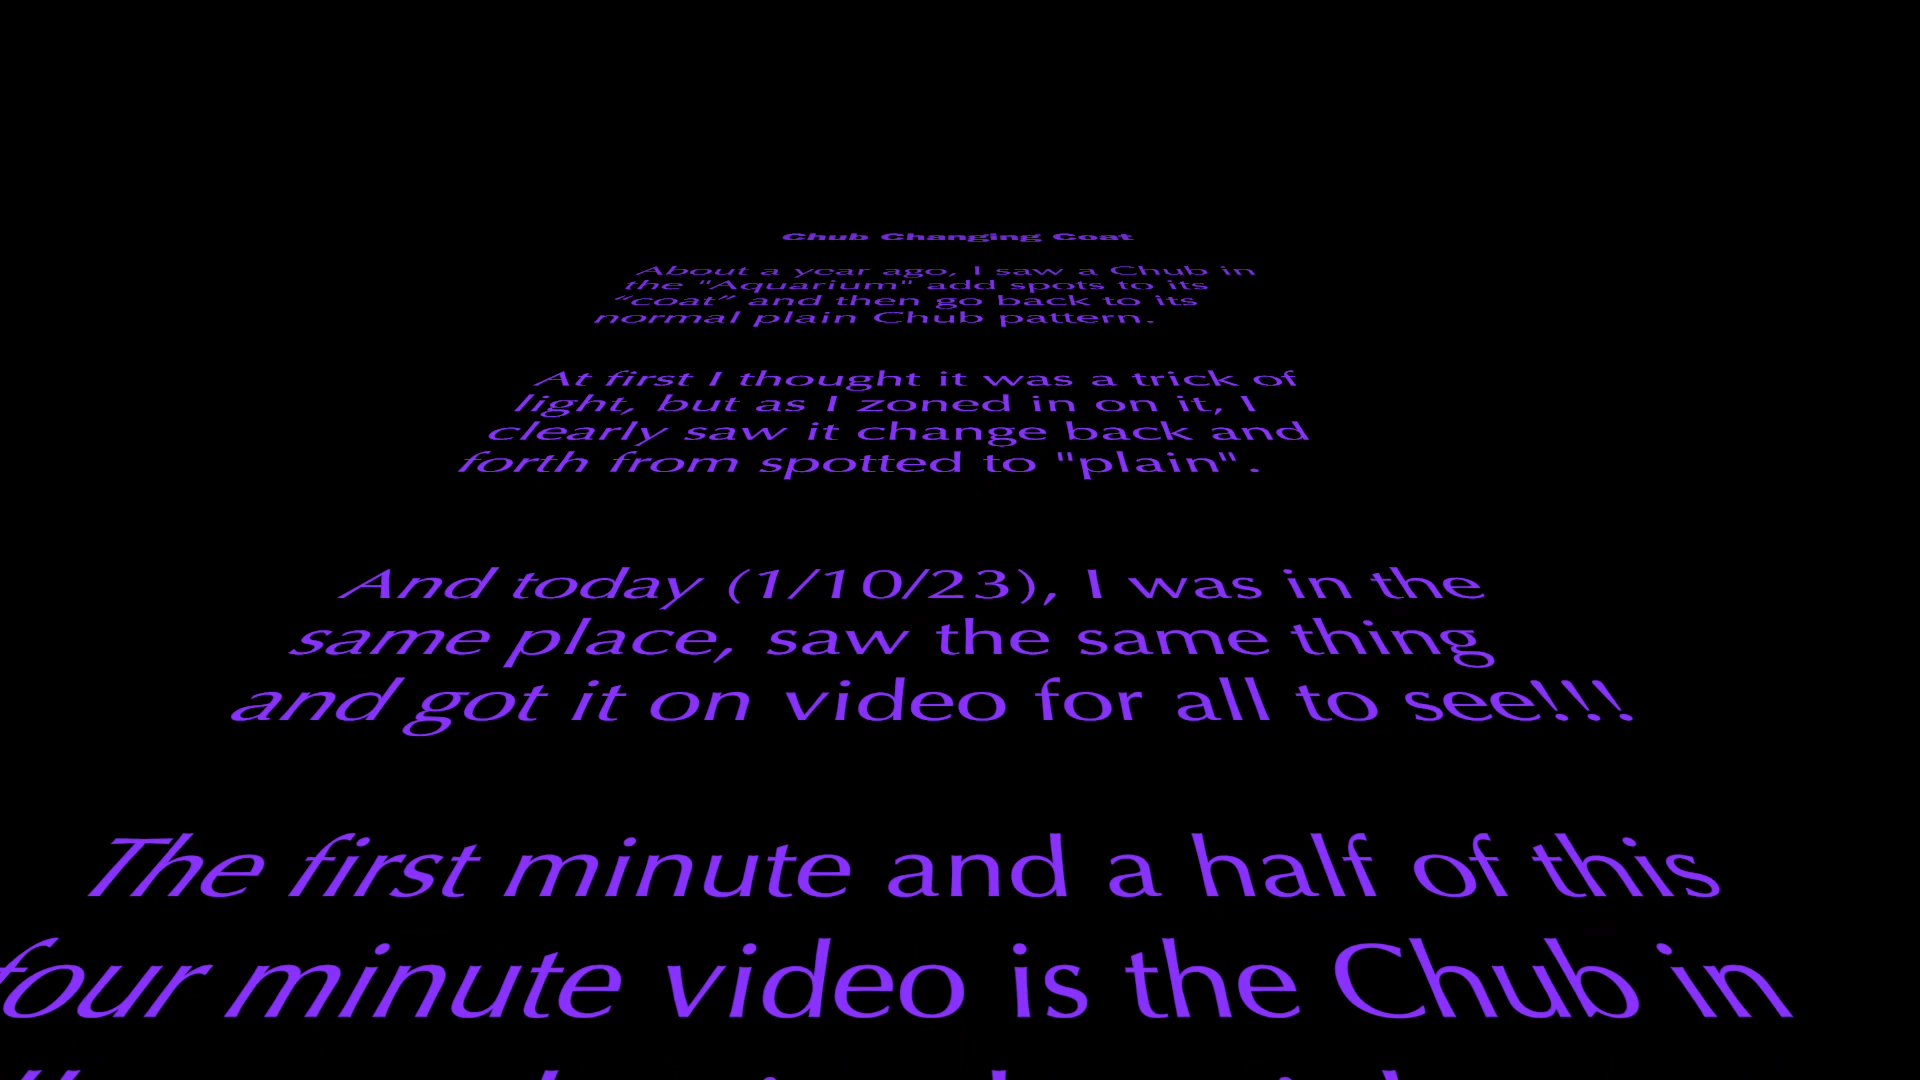 Chub Changing Coat
About a year ago, I saw a Chub in
the "Aquarium" add spots to its
“coat” and then go back to its
normal plain Chub pattern.
At first I thought it was a trick of
light, but as I zoned in on it, I
clearly saw it change back and
forth from spotted to "plain".
And today (1/10/23), I was in the
same place, saw the same thing
and got it on video for all to see!!!
The first minute and a half of this
four minute video is the Chub in